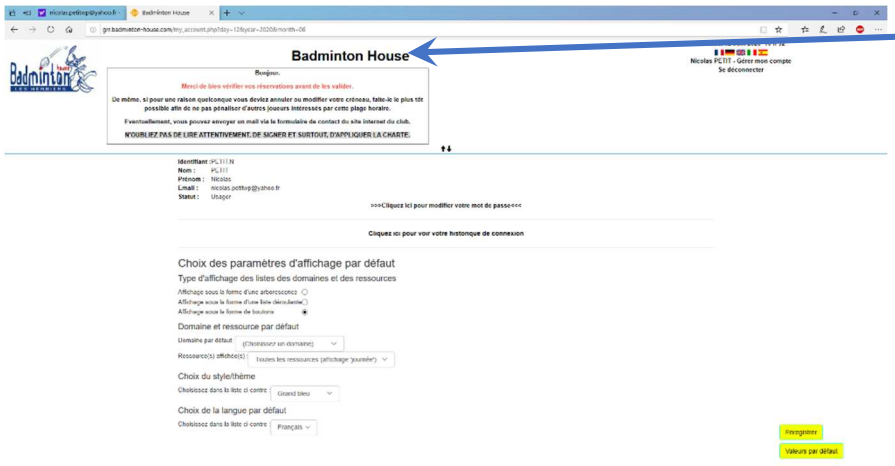 nicolas.petitwp@yahoo.fr
Badminton House
grr.badminton-house.com/my_account.php?day=12&year=2020&month=06
Badminton House
Nicolas PETIT - Gérer mon compte
Se déconnecter
Badminton
LES HERBIERS
Bonjour.
Merci de bien vérifier vos réservations avant de les valider.
De même, si pour une raison quelconque vous deviez annuler ou modifier votre créneau, faite-le le plus tôt
possible afin de ne pas pénaliser d'autres joueurs intéressés par cette plage horaire.
Eventuellement, vous pouvez envoyer un mail via le formulaire de contact du site internet du club.
N'OUBLIEZ PAS DE LIRE ATTENTIVEMENT, DE SIGNER ET SURTOUT, D'APPLIQUER LA CHARTE.
Identifiant : PETIT.N
Nom : PETIT
Prénom : Nicolas
Email : nicolas.petitwp@yahoo.fr
Statut : Usager
>>>Cliquez ici pour modifier votre mot de passe<<<
Cliquez ici pour voir votre historique de connexion
Choix des paramètres d'affichage par défaut
Type d'affichage des listes des domaines et des ressources
Affichage sous la forme d'une arborescence
Affichage sous la forme d'une liste déroulante
Affichage sous la forme de boutons
Domaine et ressource par défaut
Domaine par défaut : (Choisissez un domaine)
Ressource(s) affichée(s) : Toutes les ressources (affichage 'journée')
Choix du style/thème
Choisissez dans la liste ci-contre : Grand bleu
Choix de la langue par défaut
Choisissez dans la liste ci-contre : Français
Enregistrer
Valeurs par défaut